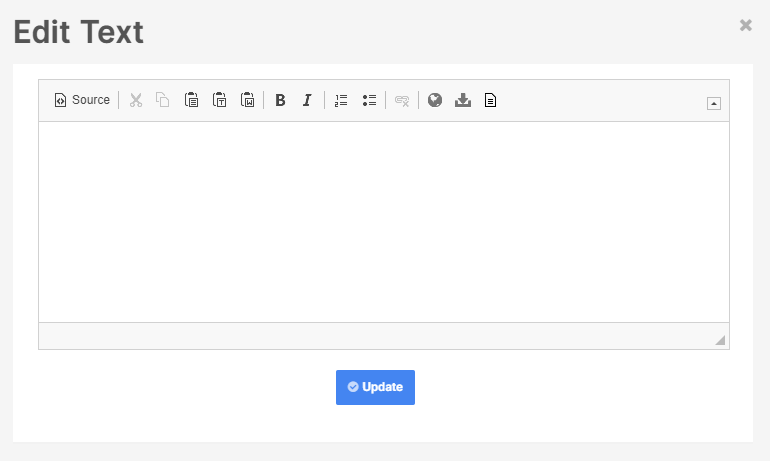 Edit Text
Source
B I
Update